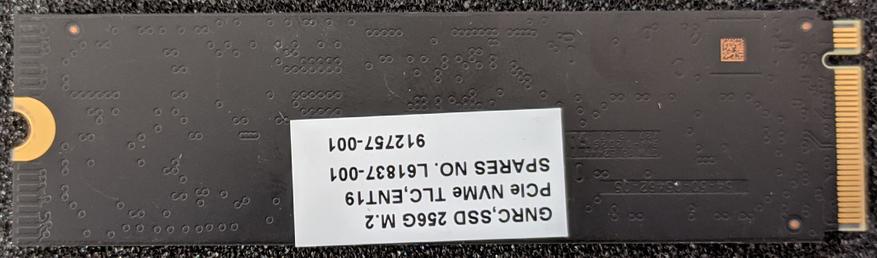 GNRC,SSD 256G M.2
PCIe NVMe TLC,ENT19
SPARES NO. L61837-001
912757-001